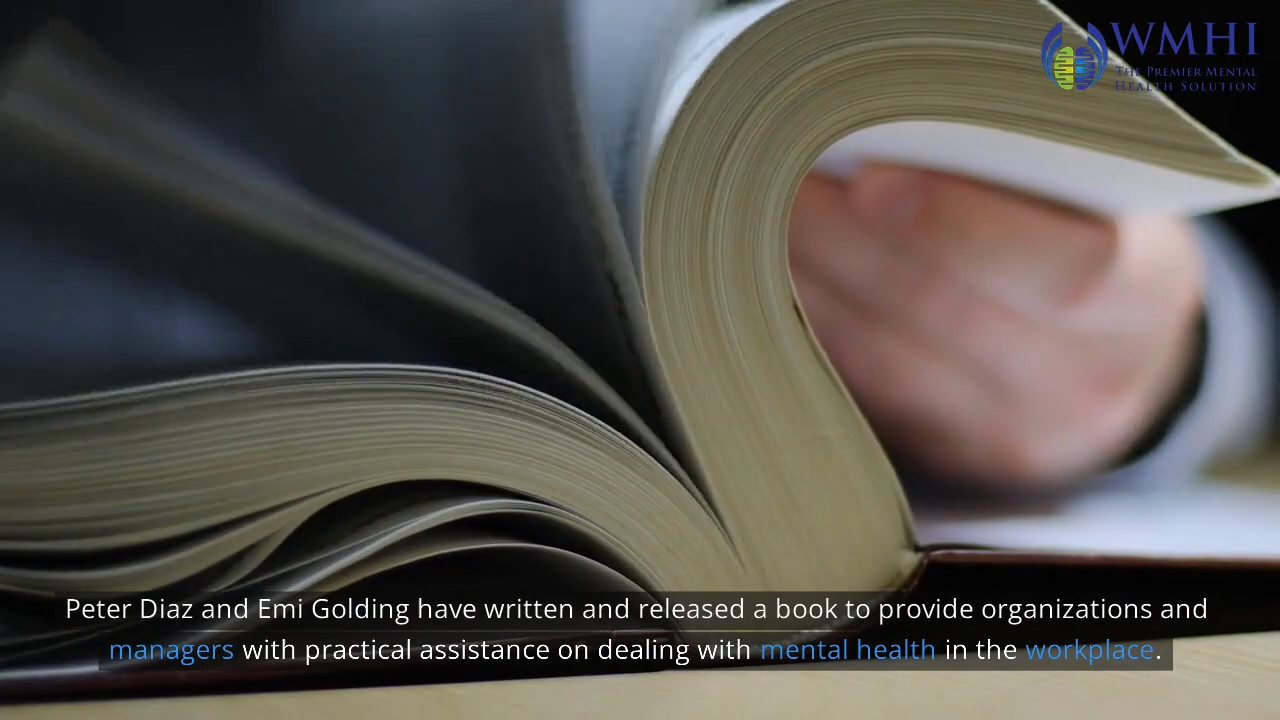 WMHI
The Premier Mental
Health Solution
Peter Diaz and Emi Golding have written and released a book to provide organizations and
managers with practical assistance on dealing with mental health in the workplace.